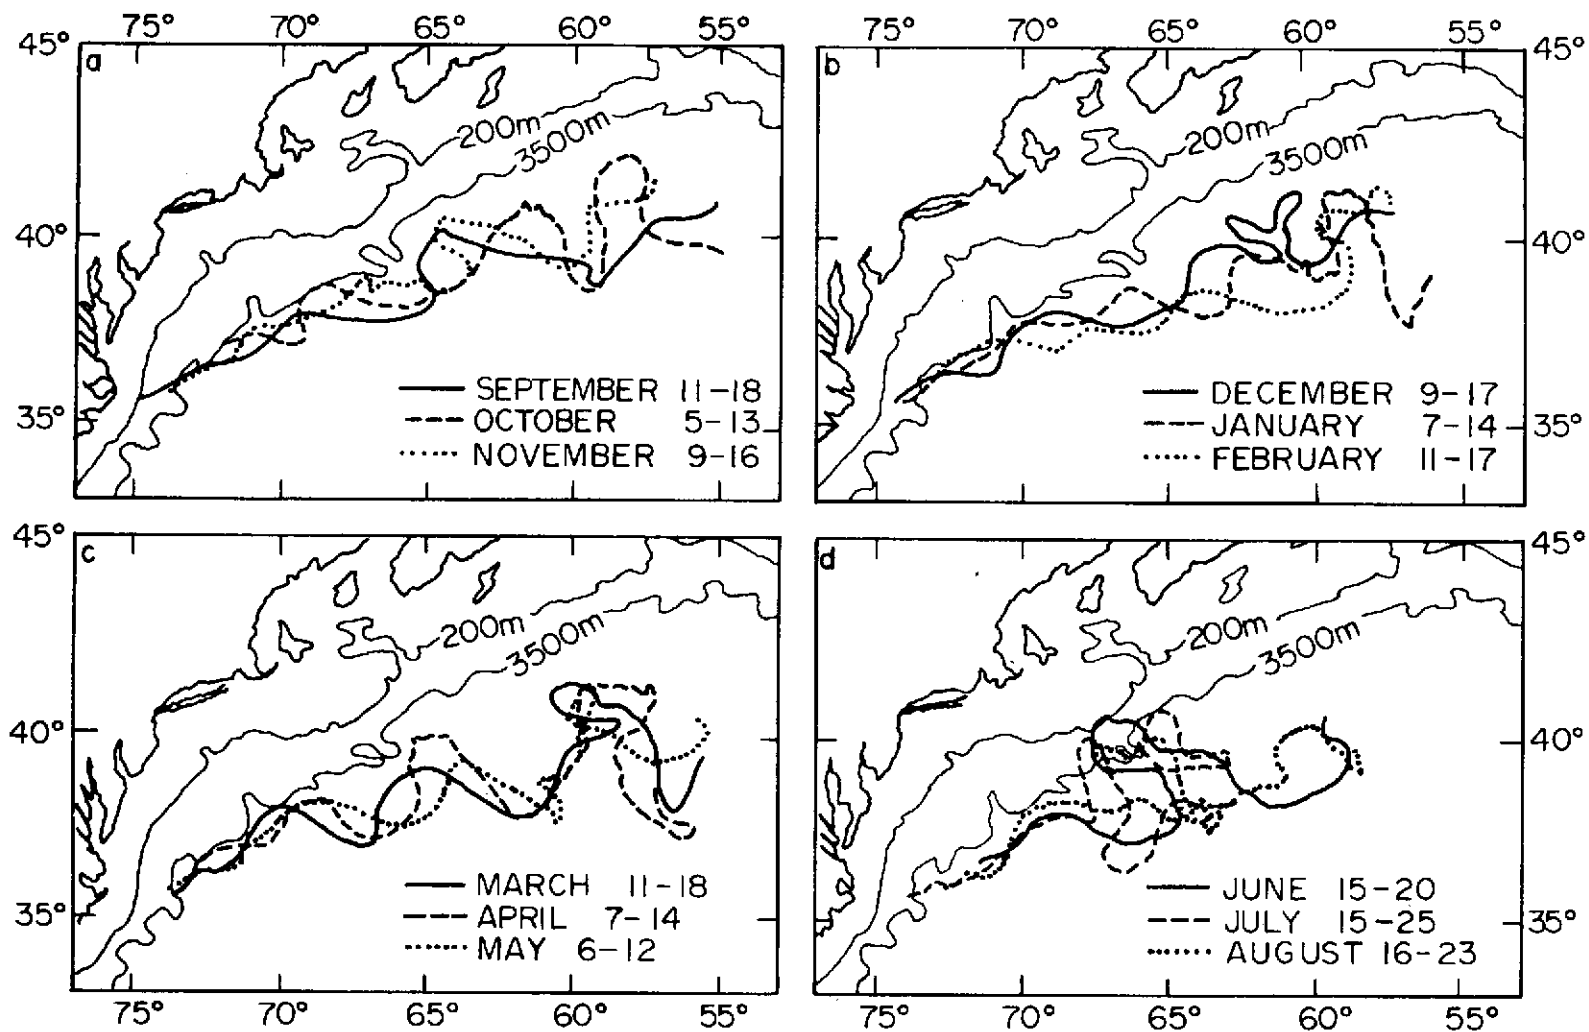 75° 70° 65° 60° 55°
45°
a
200m
3500m
40°
35°
SEPTEMBER 11-18
OCTOBER 5-13
NOVEMBER 9-16
75° 70° 65° 60° 55°
45°
b
200m
3500m
40°
35°
DECEMBER 9-17
JANUARY 7-14
FEBRUARY 11-17
45°
c
200m
3500m
40°
35°
MARCH 11-18
APRIL 7-14
MAY 6-12
75° 70° 65° 60° 55°
45°
d
200m
3500m
40°
35°
JUNE 15-20
JULY 15-25
AUGUST 16-23
75° 70° 65° 60° 55°